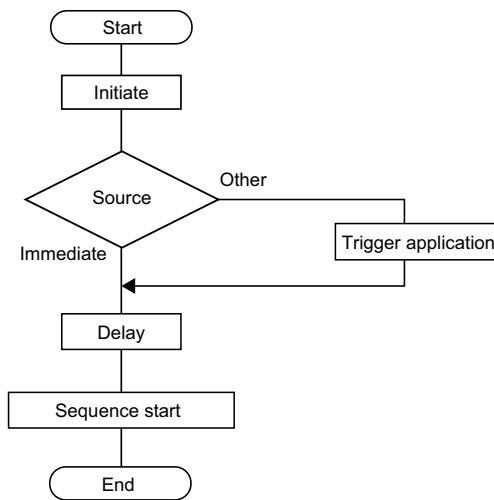 Start
Initiate
Source
Other
Immediate
Trigger application
Delay
Sequence start
End